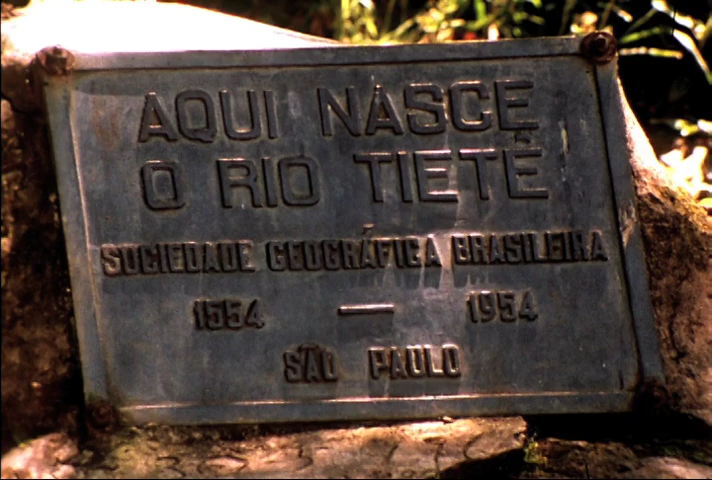 AQUI NASCE
O RIO TIETÊ
SOCIEDADE GEOGRÁFICA BRASILEIRA
1554 — 1954
SÃO PAULO